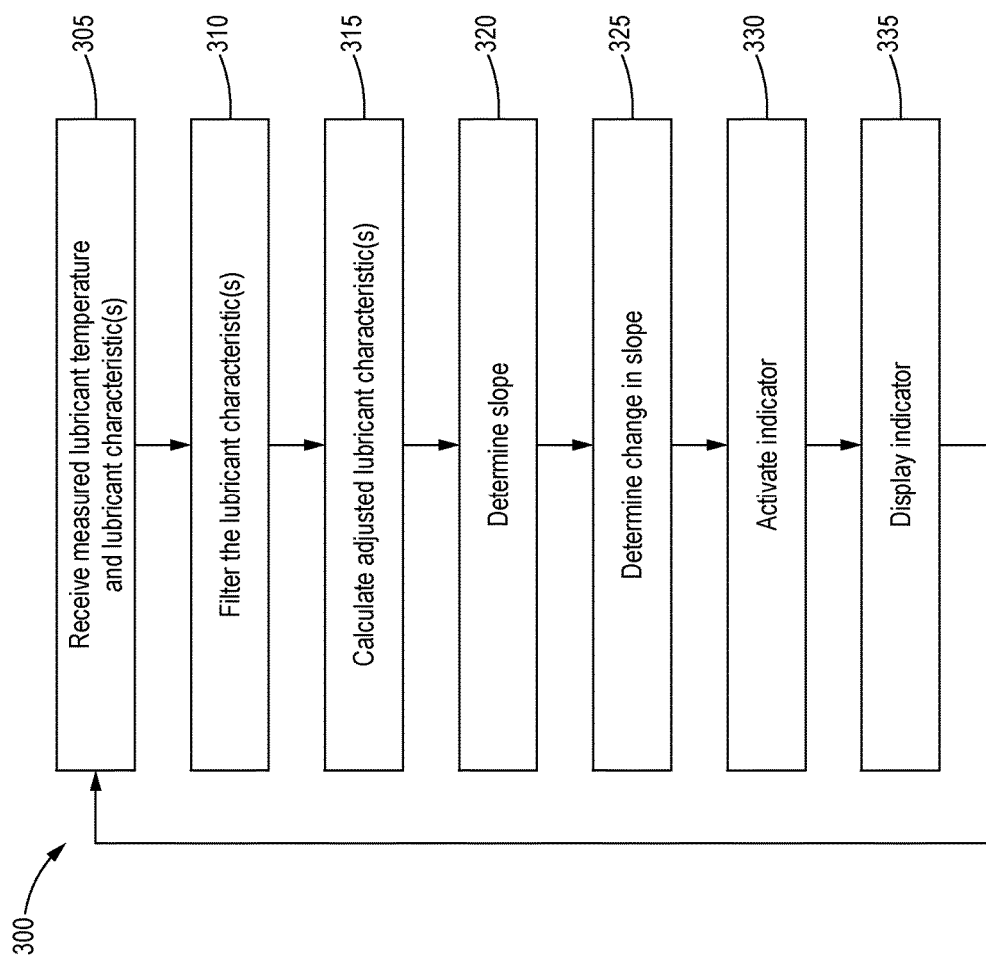 300
Receive measured lubricant temperature
and lubricant characteristic(s)
305
Filter the lubricant characteristic(s)
310
Calculate adjusted lubricant characteristic(s)
315
Determine slope
320
Determine change in slope
325
Activate indicator
330
Display indicator
335